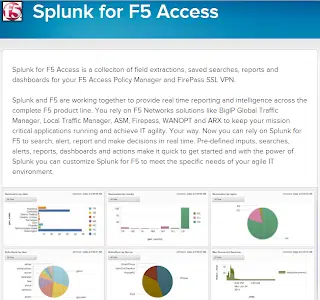 Splunk for F5 Access
Splunk for F5 Access is a colleciton of field extractions, saved searches, reports and
dashboards for your F5 Access Policy Manager and FirePass SSL VPN.
Splunk and F5 are working together to provide real time reporting and intelligence across the
complete F5 product line. You rely on F5 Networks solutions like BigIP Global Traffic
Manager, Local Traffic Manager, ASM, Firepass, WANOPT and ARX to keep your mission
critical applications running and achieve IT agility. Your way. Now you can rely on Splunk for
F5 to search, alert, report and make decisions in real time. Pre-defined inputs, searches,
alerts, reports, dashboards and actions make it quick to get started and with the power of
Splunk you can customize Splunk for F5 to meet the specific needs of your agile IT
environment.